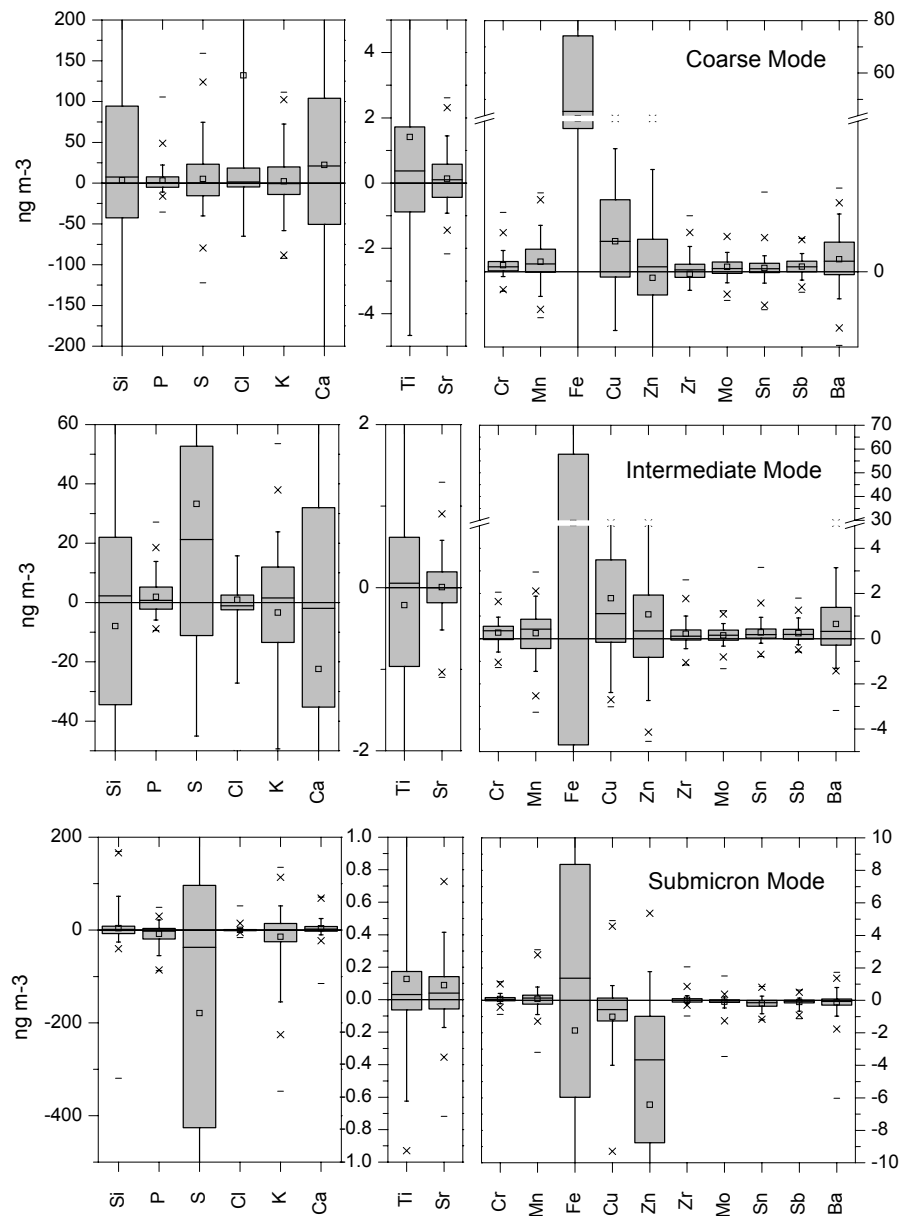 200
150
100
50
0
-50
-100
-150
-200
ng m-3
Si
P
S
Cl
K
Ca
4
2
0
-2
-4
Ti
Sr
Coarse Mode
80
60
0
Cr
Mn
Fe
Cu
Zn
Zr
Mo
Sn
Sb
Ba
60
40
20
0
-20
-40
ng m-3
Si
P
S
Cl
K
Ca
2
0
-2
Ti
Sr
Intermediate Mode
70
60
50
40
30
4
2
0
-2
-4
Cr
Mn
Fe
Cu
Zn
Zr
Mo
Sn
Sb
Ba
200
0
-200
-400
ng m-3
Si
P
S
Cl
K
Ca
1.0
0.8
0.6
0.4
0.2
0.0
0.2
0.4
0.6
0.8
1.0
Ti
Sr
Submicron Mode
10
8
6
4
2
0
-2
-4
-6
-8
-10
Cr
Mn
Fe
Cu
Zn
Zr
Mo
Sn
Sb
Ba